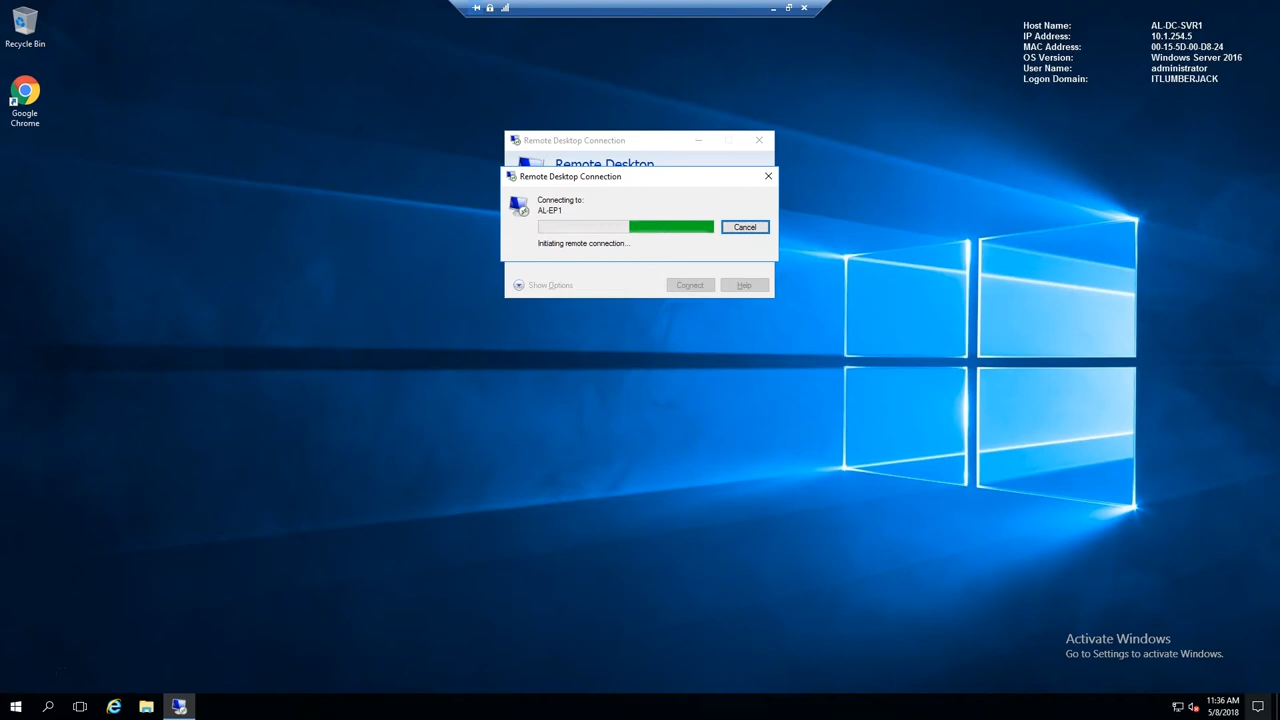 Recycle Bin
Google
Chrome
Host Name: AL-DC-SVR1
IP Address: 10.1.254.5
MAC Address: 00-15-5D-00-D8-24
OS Version: Windows Server 2016
User Name: administrator
Logon Domain: ITLUMBERJACK
Remote Desktop Connection
Remote Desktop
Remote Desktop Connection
Connecting to:
AL-EP1
Cancel
Initiating remote connection...
Show Options
Connect
Help
Activate Windows
Go to Settings to activate Windows.
11:36 AM
5/8/2018